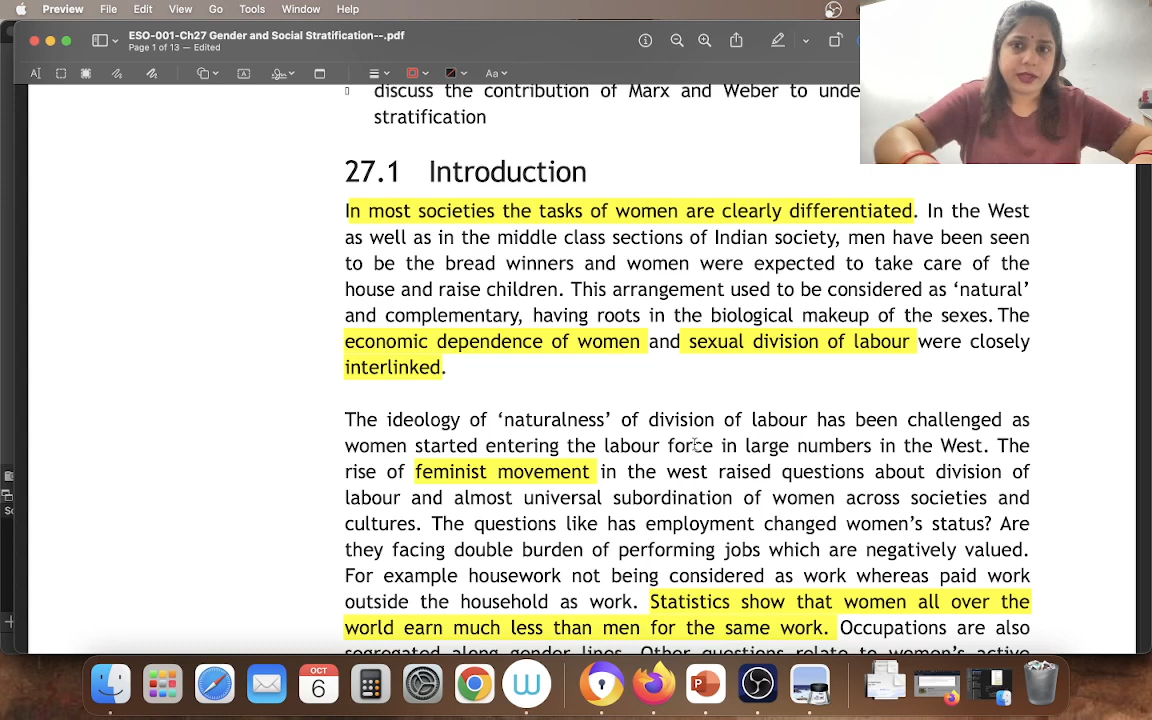 Preview File Edit View Go Tools Window Help
ESO-001-Ch27 Gender and Social Stratification--.pdf
Page 1 of 13 — Edited
Aa
discuss the contribution of Marx and Weber to unde
stratification
27.1 Introduction
In most societies the tasks of women are clearly differentiated. In the West
as well as in the middle class sections of Indian society, men have been seen
to be the bread winners and women were expected to take care of the
house and raise children. This arrangement used to be considered as ‘natural’
and complementary, having roots in the biological makeup of the sexes. The
economic dependence of women and sexual division of labour were closely
interlinked.
The ideology of ‘naturalness’ of division of labour has been challenged as
women started entering the labour force in large numbers in the West. The
rise of feminist movement in the west raised questions about division of
labour and almost universal subordination of women across societies and
cultures. The questions like has employment changed women’s status? Are
they facing double burden of performing jobs which are negatively valued.
For example housework not being considered as work whereas paid work
outside the household as work. Statistics show that women all over the
world earn much less than men for the same work. Occupations are also
segregated along gender lines. Other questions relate to women’s active
OCT
6
W